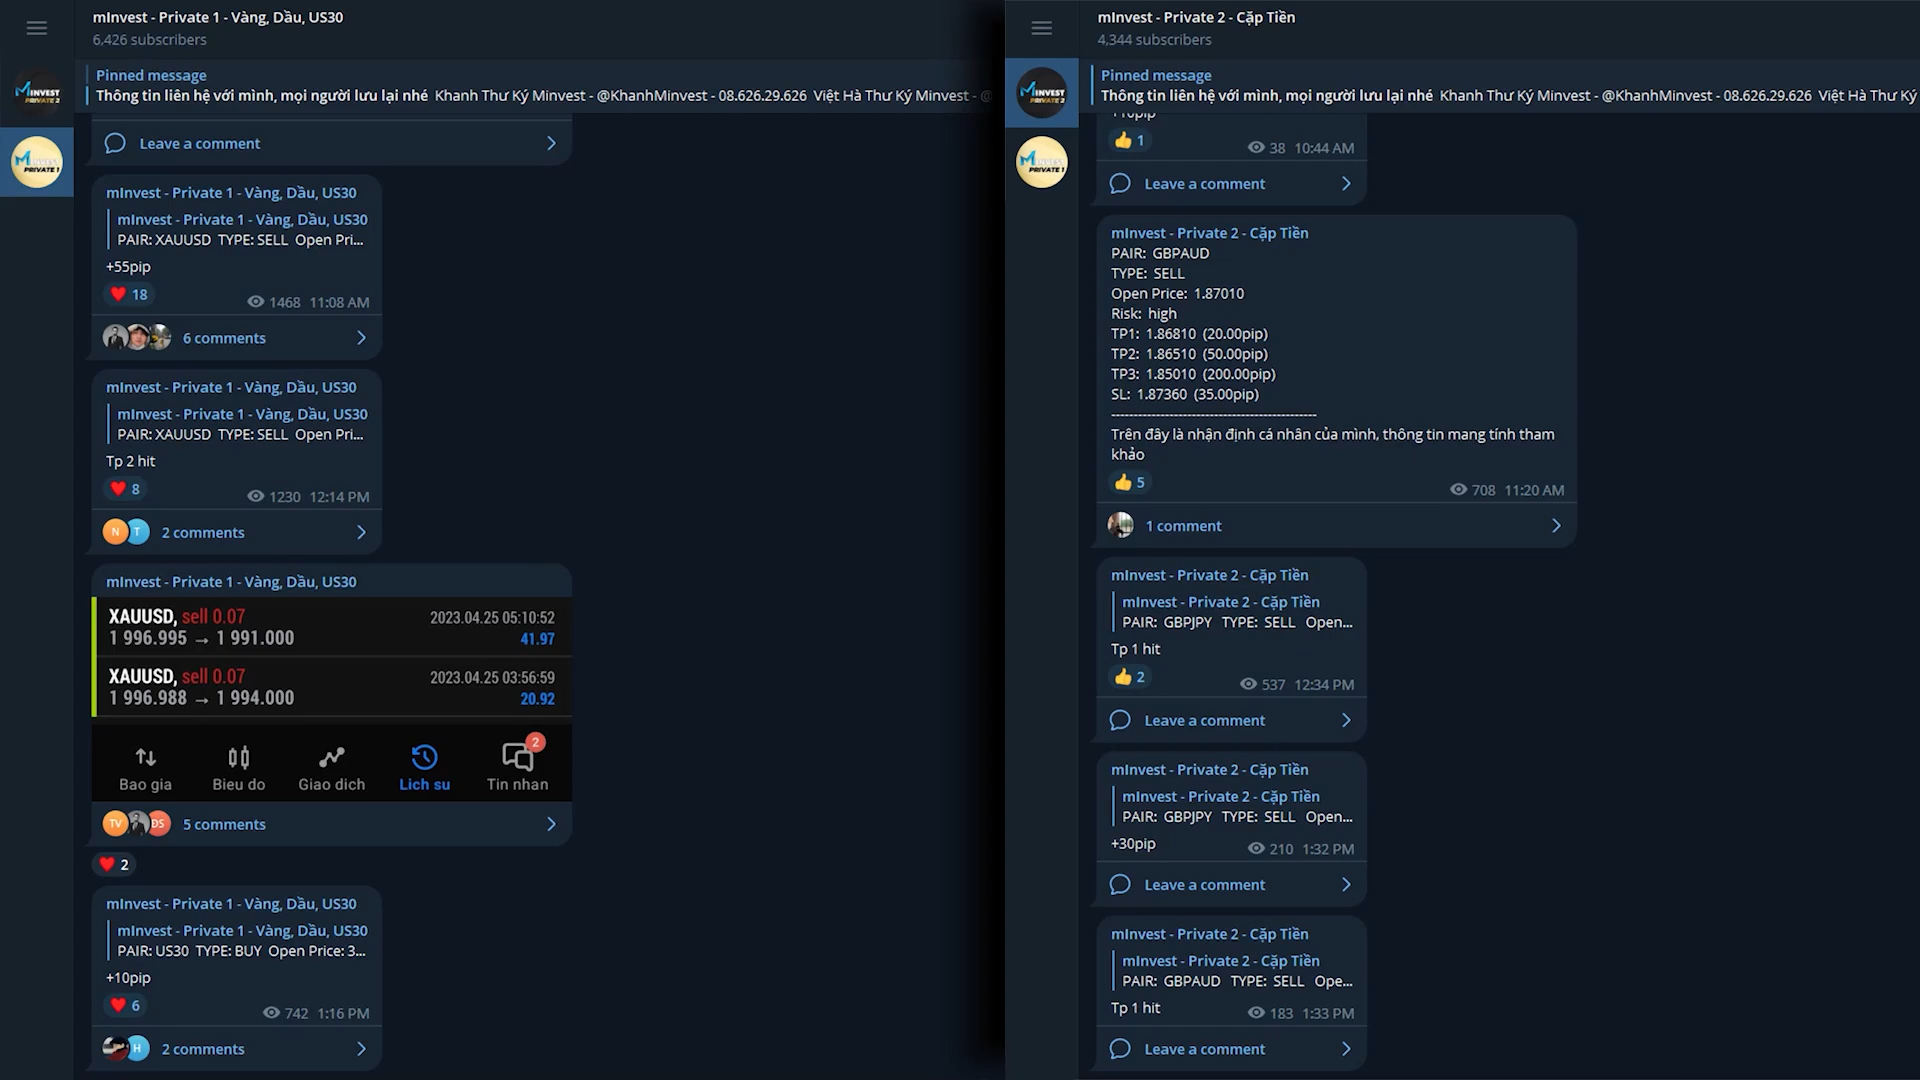 mInvest - Private 1 - Vàng, Dầu, US30
6,426 subscribers
Pinned message
Thông tin liên hệ với mình, mọi người lưu lại nhé Khanh Thư Ký Minvest - @KhanhMinvest - 08.626.29.626 Việt Hà Thư Ký Minvest - @
MINVEST
PRIVATE 2
MINVEST
PRIVATE 1
Leave a comment
mInvest - Private 1 - Vàng, Dầu, US30
mInvest - Private 1 - Vàng, Dầu, US30
PAIR: XAUUSD TYPE: SELL Open Pri...
+55pip
18
1468 11:08 AM
6 comments
mInvest - Private 1 - Vàng, Dầu, US30
mInvest - Private 1 - Vàng, Dầu, US30
PAIR: XAUUSD TYPE: SELL Open Pri...
Tp 2 hit
8
1230 12:14 PM
N T 2 comments
mInvest - Private 1 - Vàng, Dầu, US30
XAUUSD, sell 0.07 2023.04.25 05:10:52
1 996.995 → 1 991.000 41.97
XAUUSD, sell 0.07 2023.04.25 03:56:59
1 996.988 → 1 994.000 20.92
2
Bao gia Bieu do Giao dich Lich su Tin nhan
TV ĐS 5 comments
2
mInvest - Private 1 - Vàng, Dầu, US30
mInvest - Private 1 - Vàng, Dầu, US30
PAIR: US30 TYPE: BUY Open Price: 3...
+10pip
6
742 1:16 PM
H 2 comments
mInvest - Private 2 - Cặp Tiền
4,344 subscribers
Pinned message
Thông tin liên hệ với mình, mọi người lưu lại nhé Khanh Thư Ký Minvest - @KhanhMinvest - 08.626.29.626 Việt Hà Thư Ký
MINVEST
PRIVATE 2
MINVEST
PRIVATE 1
+10pip
1
38 10:44 AM
Leave a comment
mInvest - Private 2 - Cặp Tiền
PAIR: GBPAUD
TYPE: SELL
Open Price: 1.87010
Risk: high
TP1: 1.86810 (20.00pip)
TP2: 1.86510 (50.00pip)
TP3: 1.85010 (200.00pip)
SL: 1.87360 (35.00pip)
----------------------------------------------
Trên đây là nhận định cá nhân của mình, thông tin mang tính tham
khảo
5
708 11:20 AM
1 comment
mInvest - Private 2 - Cặp Tiền
mInvest - Private 2 - Cặp Tiền
PAIR: GBPJPY TYPE: SELL Open...
Tp 1 hit
2
537 12:34 PM
Leave a comment
mInvest - Private 2 - Cặp Tiền
mInvest - Private 2 - Cặp Tiền
PAIR: GBPJPY TYPE: SELL Open...
+30pip
210 1:32 PM
Leave a comment
mInvest - Private 2 - Cặp Tiền
mInvest - Private 2 - Cặp Tiền
PAIR: GBPAUD TYPE: SELL Ope...
Tp 1 hit
183 1:33 PM
Leave a comment